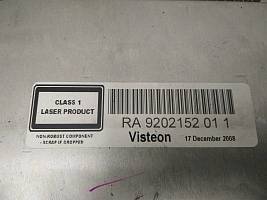 CLASS 1
LASER PRODUCT
NON-ROBUST COMPONENT
- SCRAP IF DROPPED
RA 9202152 01 1
Visteon 17 December 2008